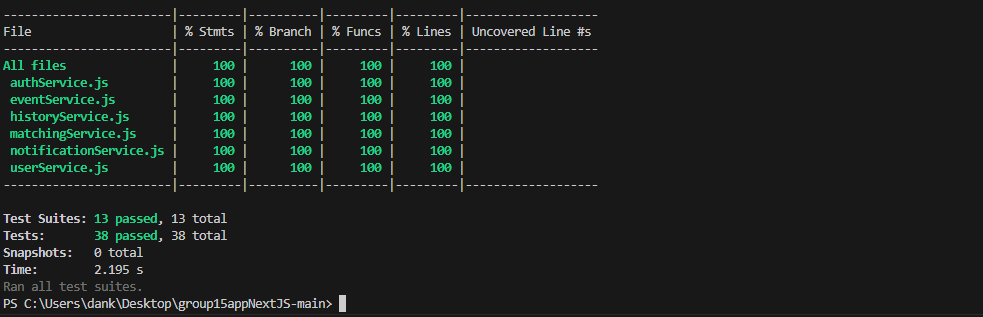 -----------------------|---------|----------|---------|---------|-------------------
File                   | % Stmts | % Branch | % Funcs | % Lines | Uncovered Line #s
-----------------------|---------|----------|---------|---------|-------------------
All files              |     100 |      100 |     100 |     100 |
 authService.js        |     100 |      100 |     100 |     100 |
 eventService.js       |     100 |      100 |     100 |     100 |
 historyService.js     |     100 |      100 |     100 |     100 |
 matchingService.js    |     100 |      100 |     100 |     100 |
 notificationService.js |     100 |      100 |     100 |     100 |
 userService.js        |     100 |      100 |     100 |     100 |
-----------------------|---------|----------|---------|---------|-------------------
Test Suites: 13 passed, 13 total
Tests:       38 passed, 38 total
Snapshots:   0 total
Time:        2.195 s
Ran all test suites.
PS C:\Users\dank\Desktop\group15appNextJS-main>